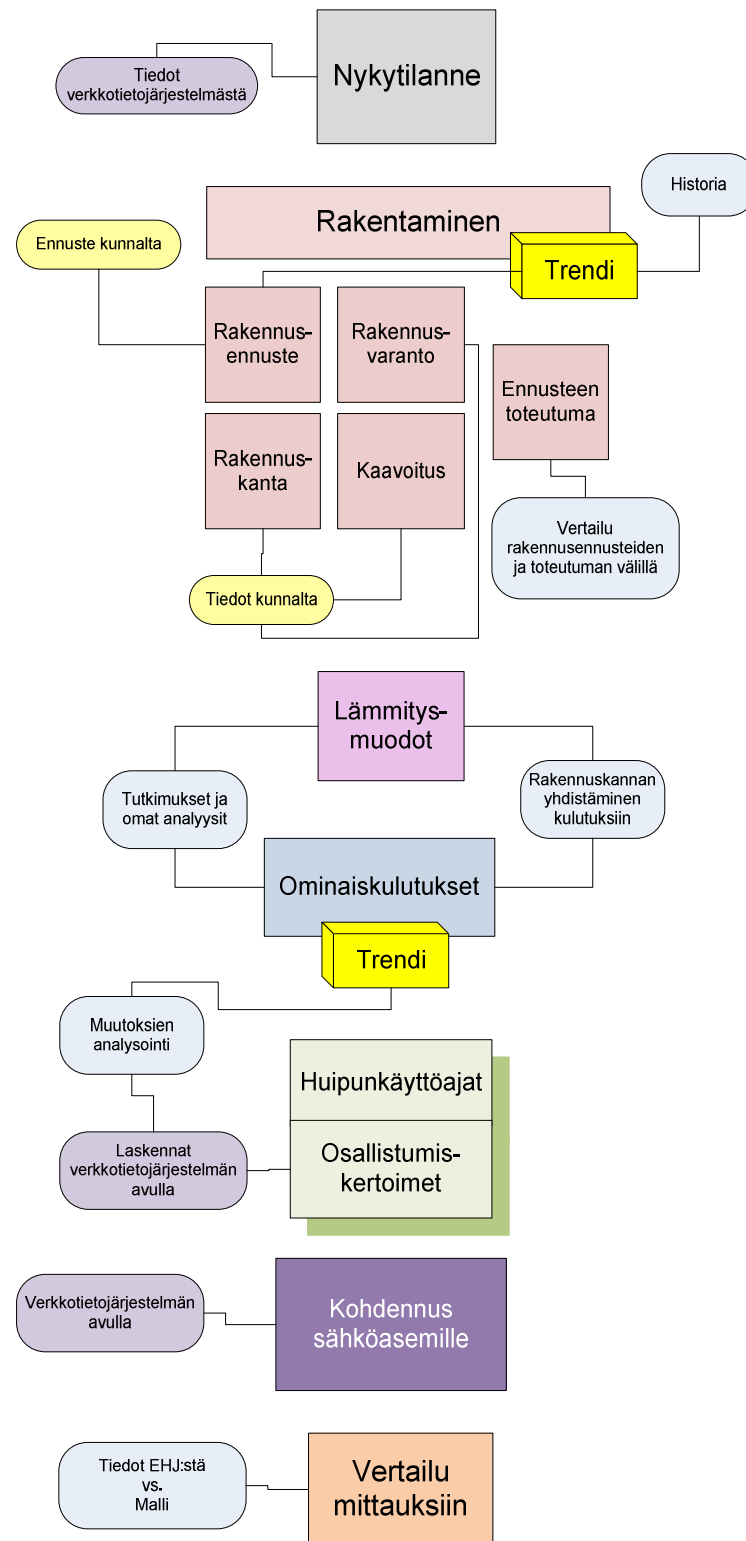 Nykytilanne
Tiedot
verkkotietojärjestelmästä
Historia
Rakentaminen
Ennuste kunnalta
Trendi
Rakennus-
ennuste
Rakennus-
varanto
Ennusteen
toteutuma
Rakennus-
kanta
Kaavoitus
Vertailu
rakennusennusteiden
ja toteutuman välillä
Tiedot kunnalta
Lämmitys-
muodot
Tutkimukset ja
omat analyysit
Rakennuskannan
yhdistäminen
kulutuksiin
Ominaiskulutukset
Trendi
Muutoksien
analysointi
Huipunkäyttöajat
Laskennat
verkkotietojärjestelmän
avulla
Osallistumis-
kertoimet
Verkkotietojärjestelmän
avulla
Kohdennus
sähköasemille
Tiedot EHJ:stä
vs.
Malli
Vertailu
mittauksiin